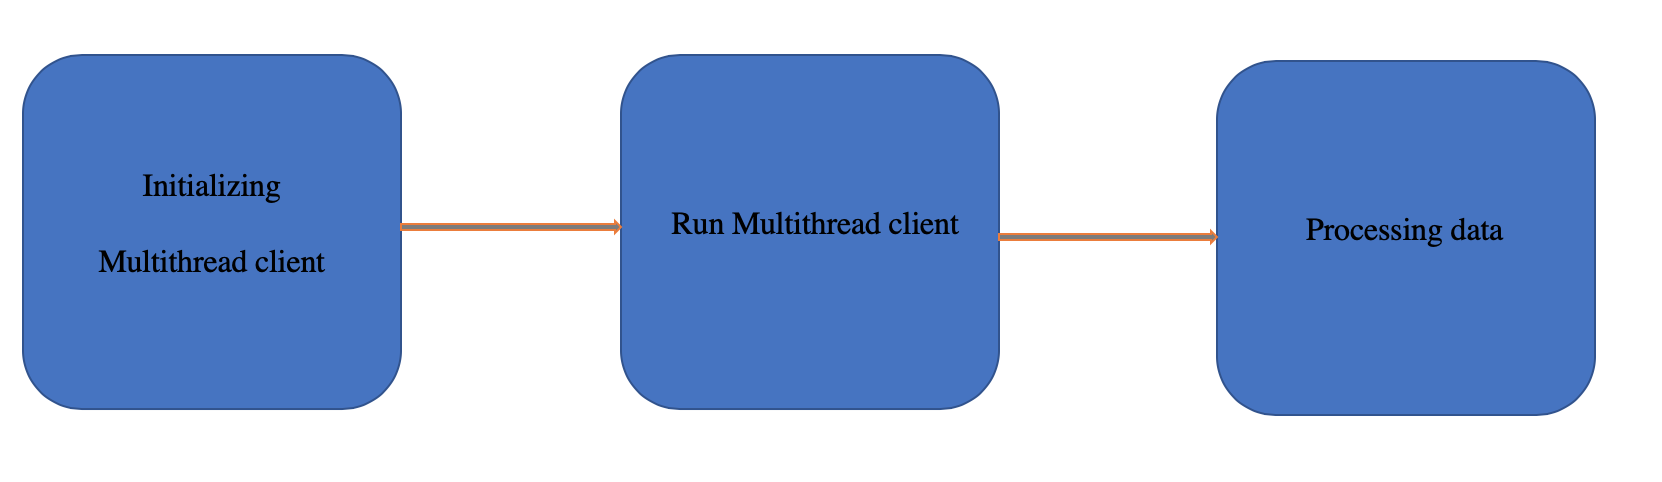 Initializing
Multithread client
Run Multithread client
Processing data